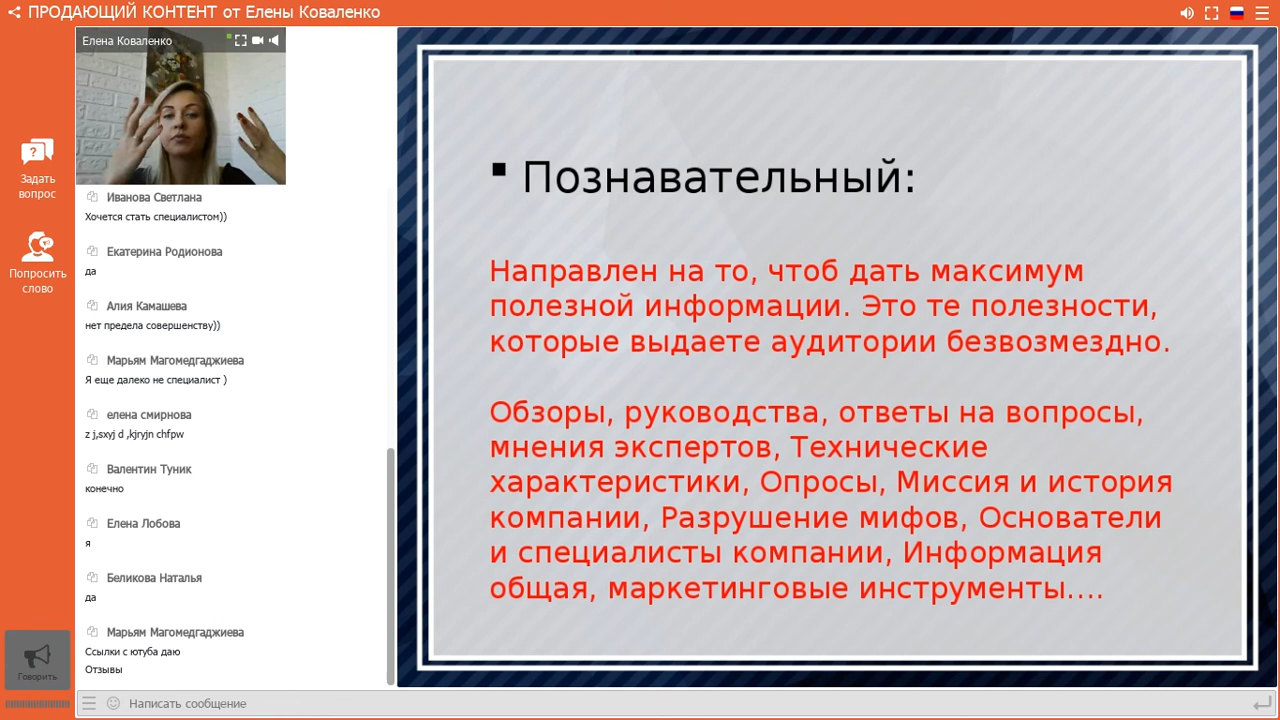 ПРОДАЮЩИЙ КОНТЕНТ от Елены Коваленко
Елена Коваленко
Задать
вопрос
Попросить
слово
Говорить
Иванова Светлана
Хочется стать специалистом))
Екатерина Родионова
да
Алия Камашева
нет предела совершенству))
Марьям Магомедгаджиева
Я еще далеко не специалист )
елена смирнова
z j,sxyj d ,kjryjn chfpw
Валентин Туник
конечно
Елена Лобова
я
Беликова Наталья
да
Марьям Магомедгаджиева
Ссылки с ютуба даю
Отзывы
Написать сообщение
Познавательный:
Направлен на то, чтоб дать максимум
полезной информации. Это те полезности,
которые выдаете аудитории безвозмездно.
Обзоры, руководства, ответы на вопросы,
мнения экспертов, Технические
характеристики, Опросы, Миссия и история
компании, Разрушение мифов, Основатели
и специалисты компании, Информация
общая, маркетинговые инструменты....